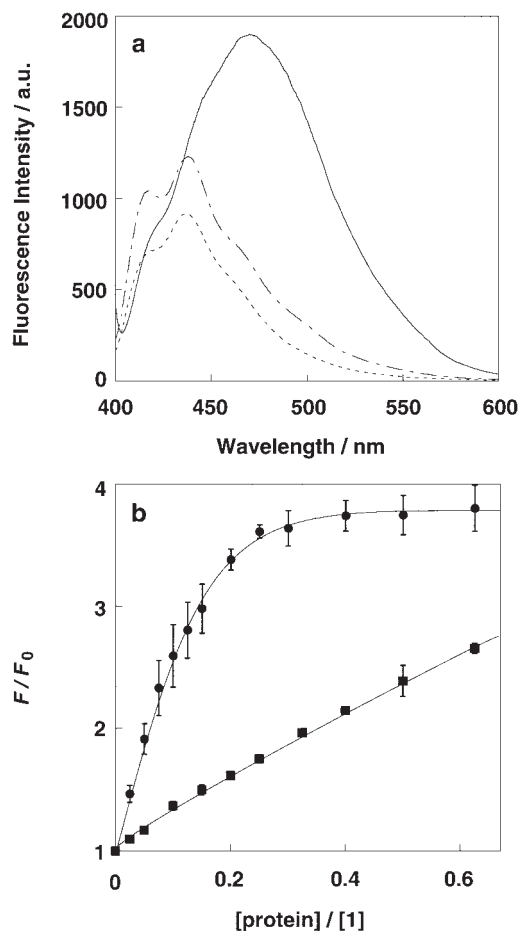 a
2000
1500
1000
500
0
Fluorescence Intensity / a.u.
400 450 500 550 600
Wavelength / nm
b
4
3
2
1
F / F0
0 0.2 0.4 0.6
[protein] / [1]